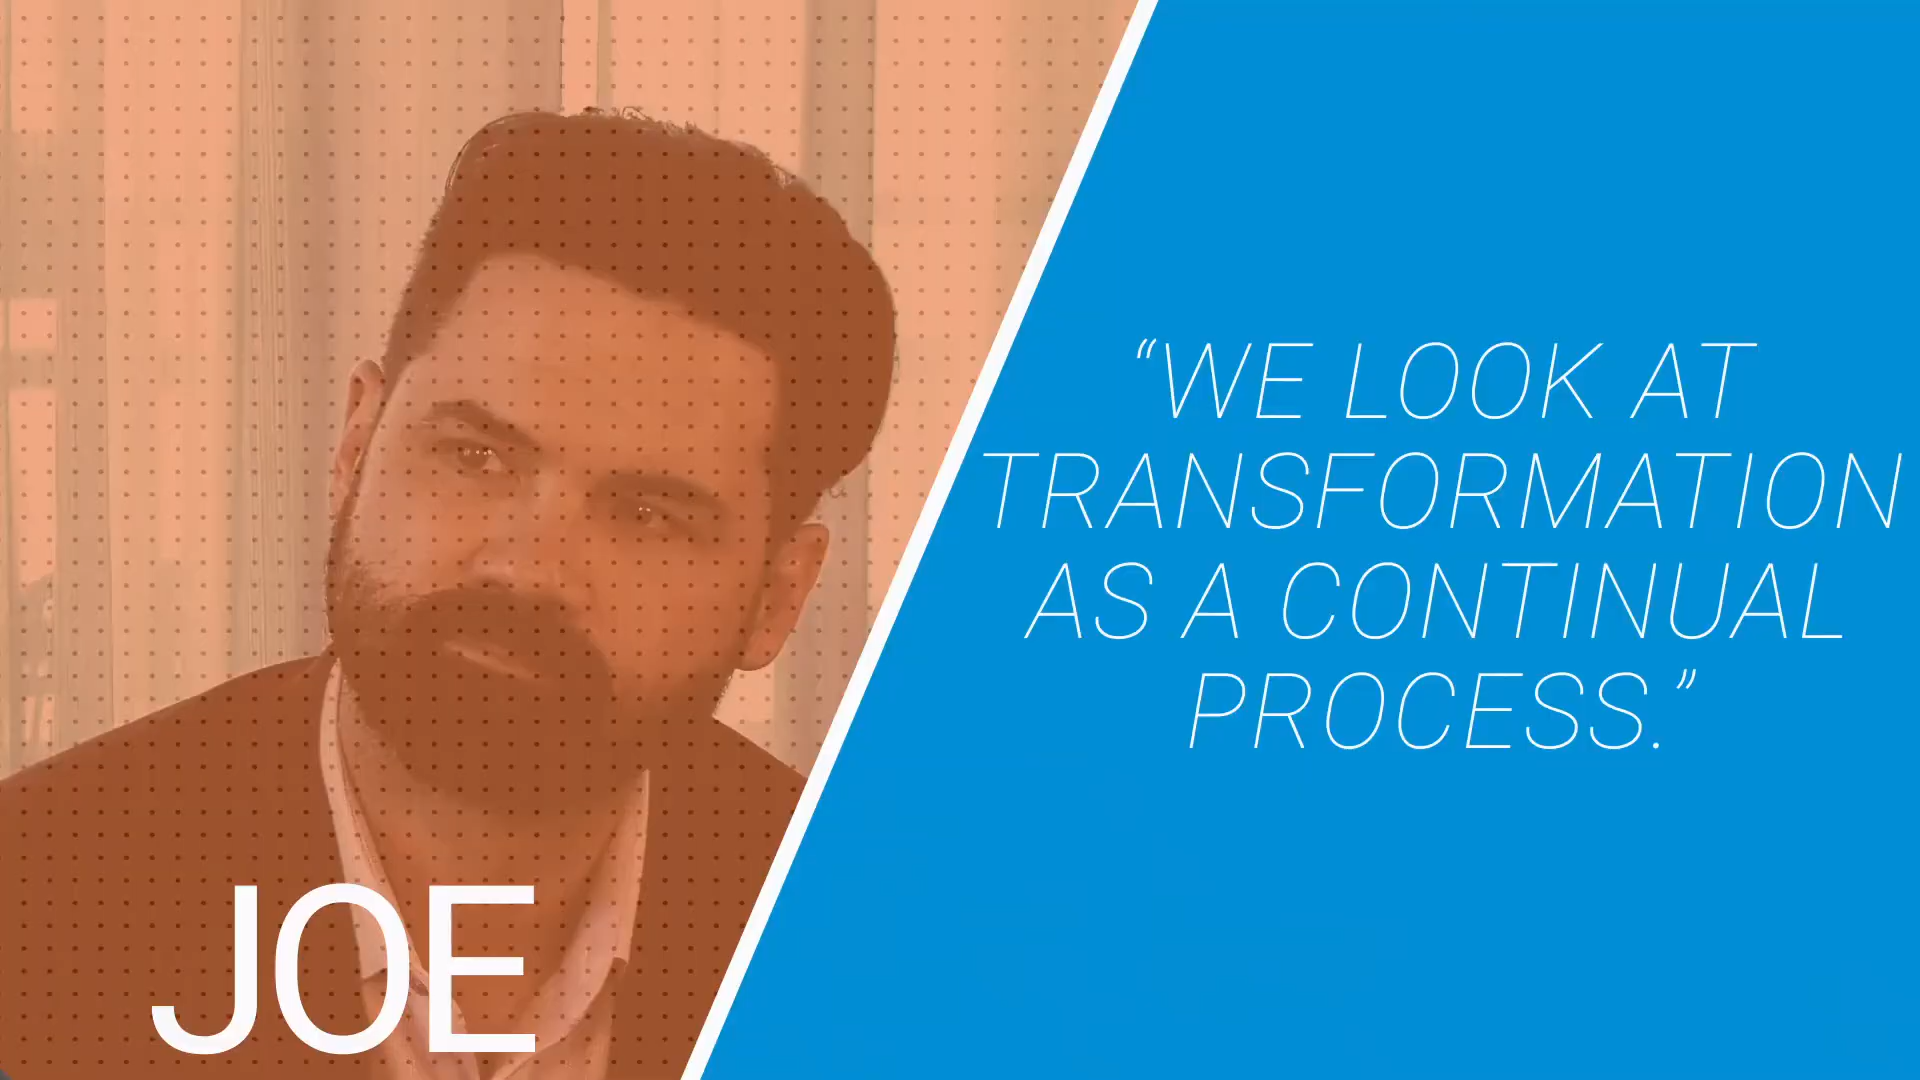 JOE
“WE LOOK AT
TRANSFORMATION
AS A CONTINUAL
PROCESS.”